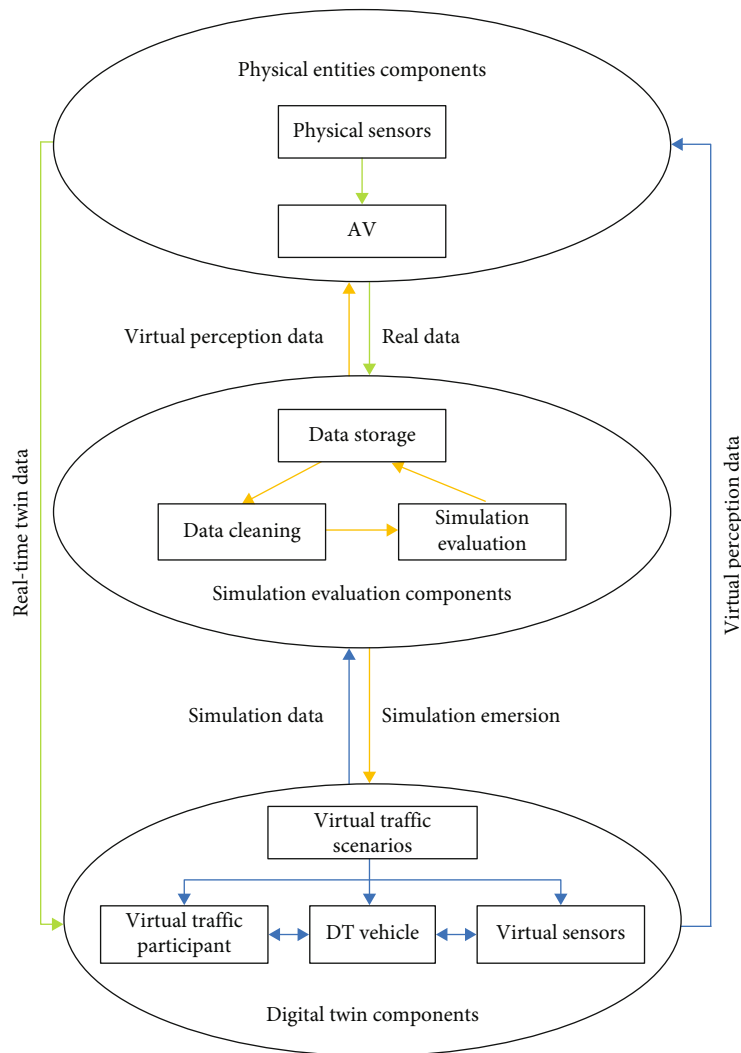 Physical entities components
Physical sensors
AV
Virtual perception data
Real data
Data storage
Data cleaning
Simulation
evaluation
Simulation evaluation components
Real-time twin data
Virtual perception data
Simulation data
Simulation emersion
Virtual traffic
scenarios
Virtual traffic
participant
DT vehicle
Virtual sensors
Digital twin components